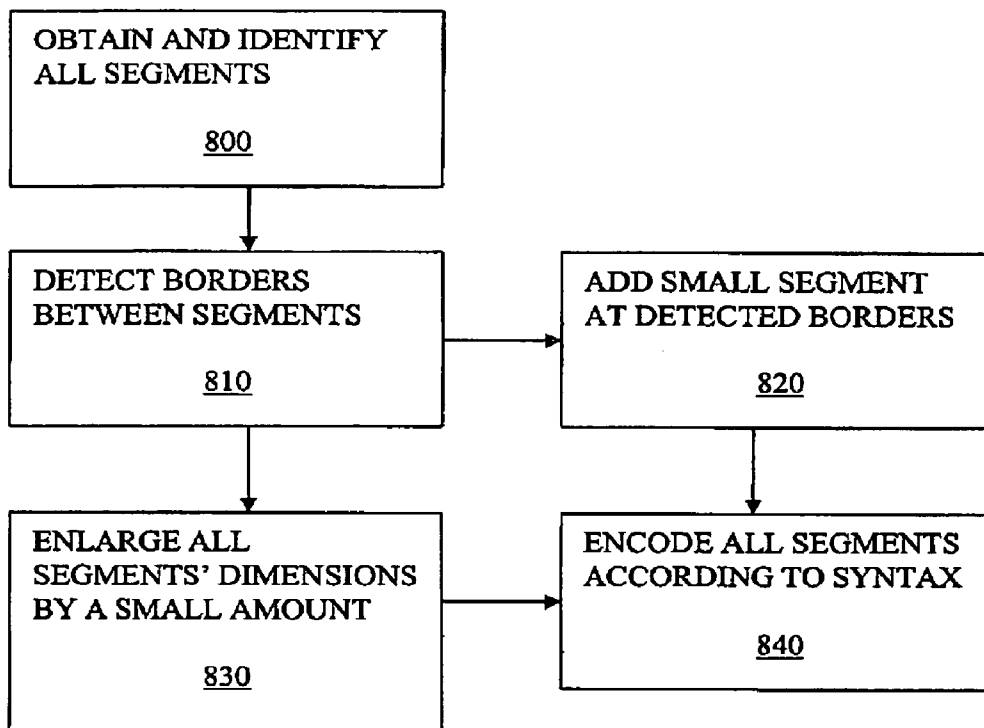 OBTAIN AND IDENTIFY
ALL SEGMENTS
800
DETECT BORDERS
BETWEEN SEGMENTS
810
ADD SMALL SEGMENT
AT DETECTED BORDERS
820
ENLARGE ALL
SEGMENTS' DIMENSIONS
BY A SMALL AMOUNT
830
ENCODE ALL SEGMENTS
ACCORDING TO SYNTAX
840